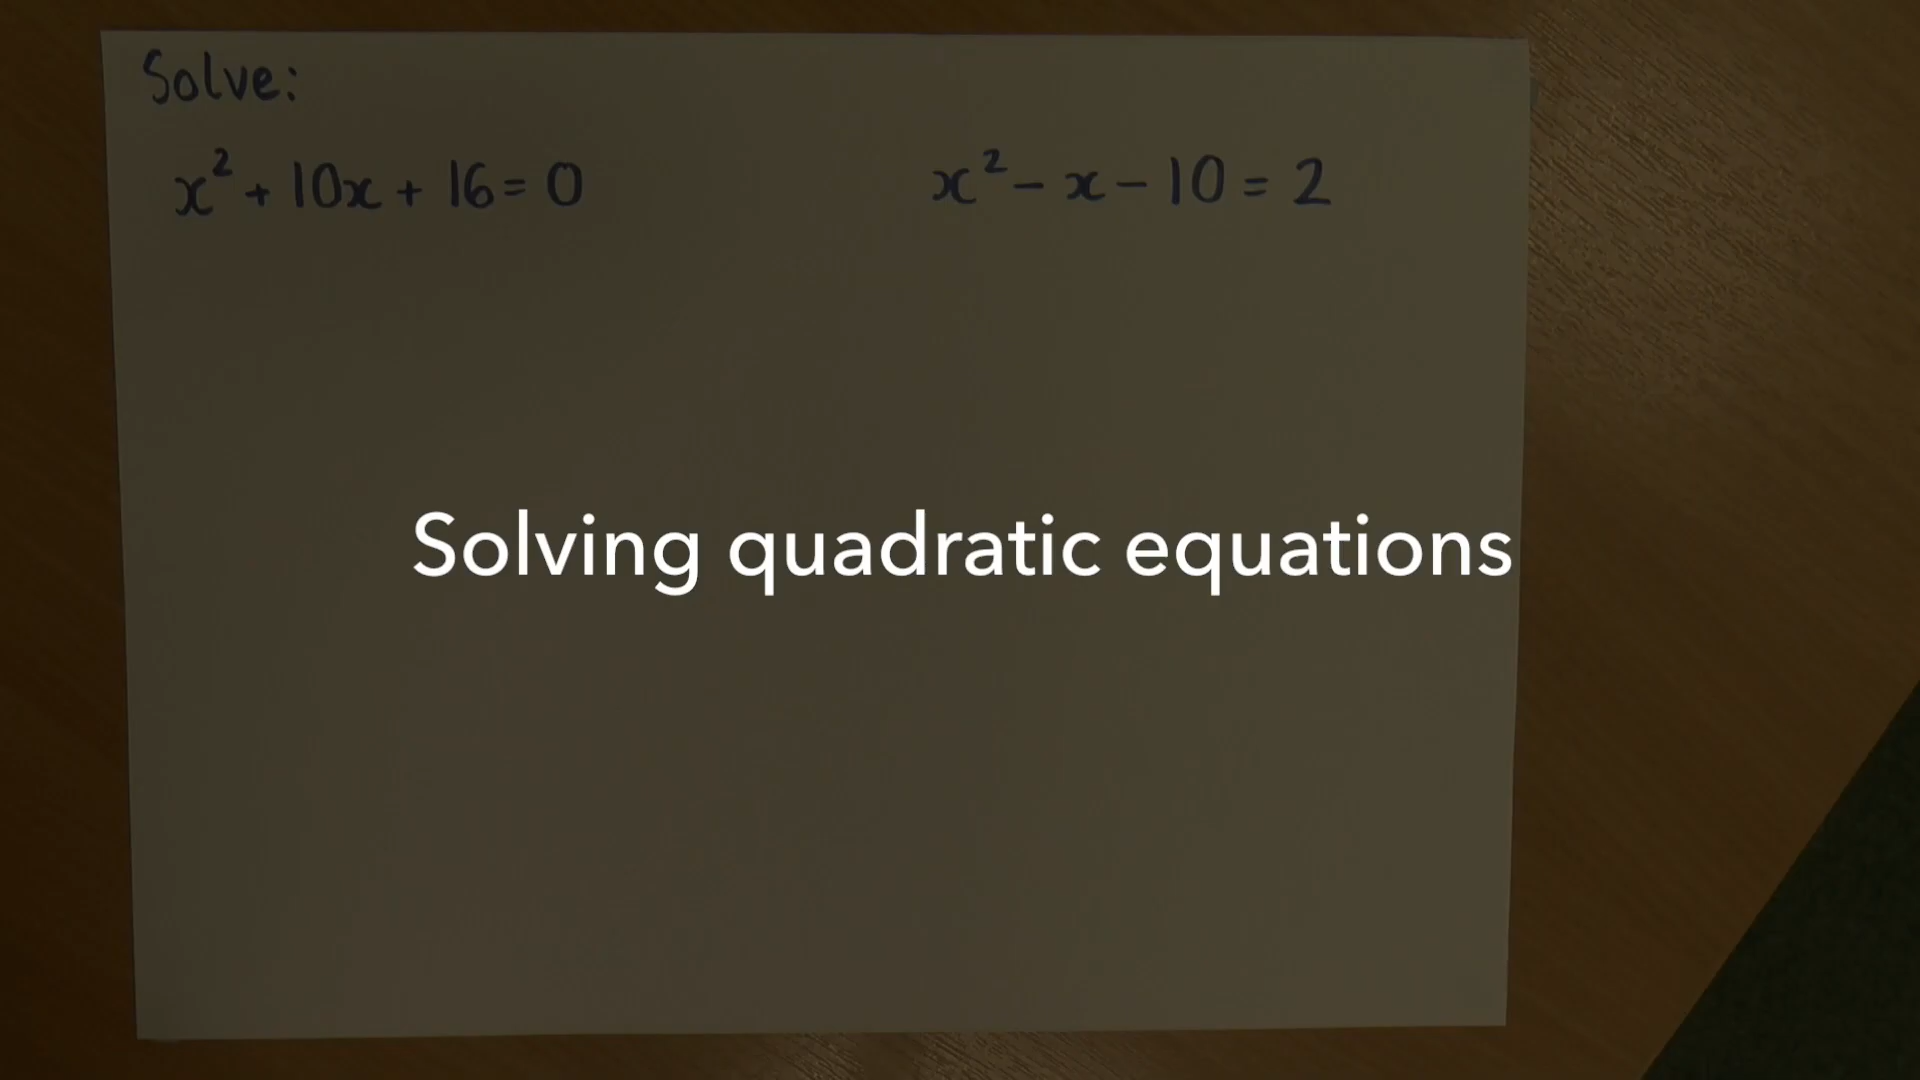 Solve:
x² + 10x + 16 = 0
x² - x - 10 = 2
Solving quadratic equations